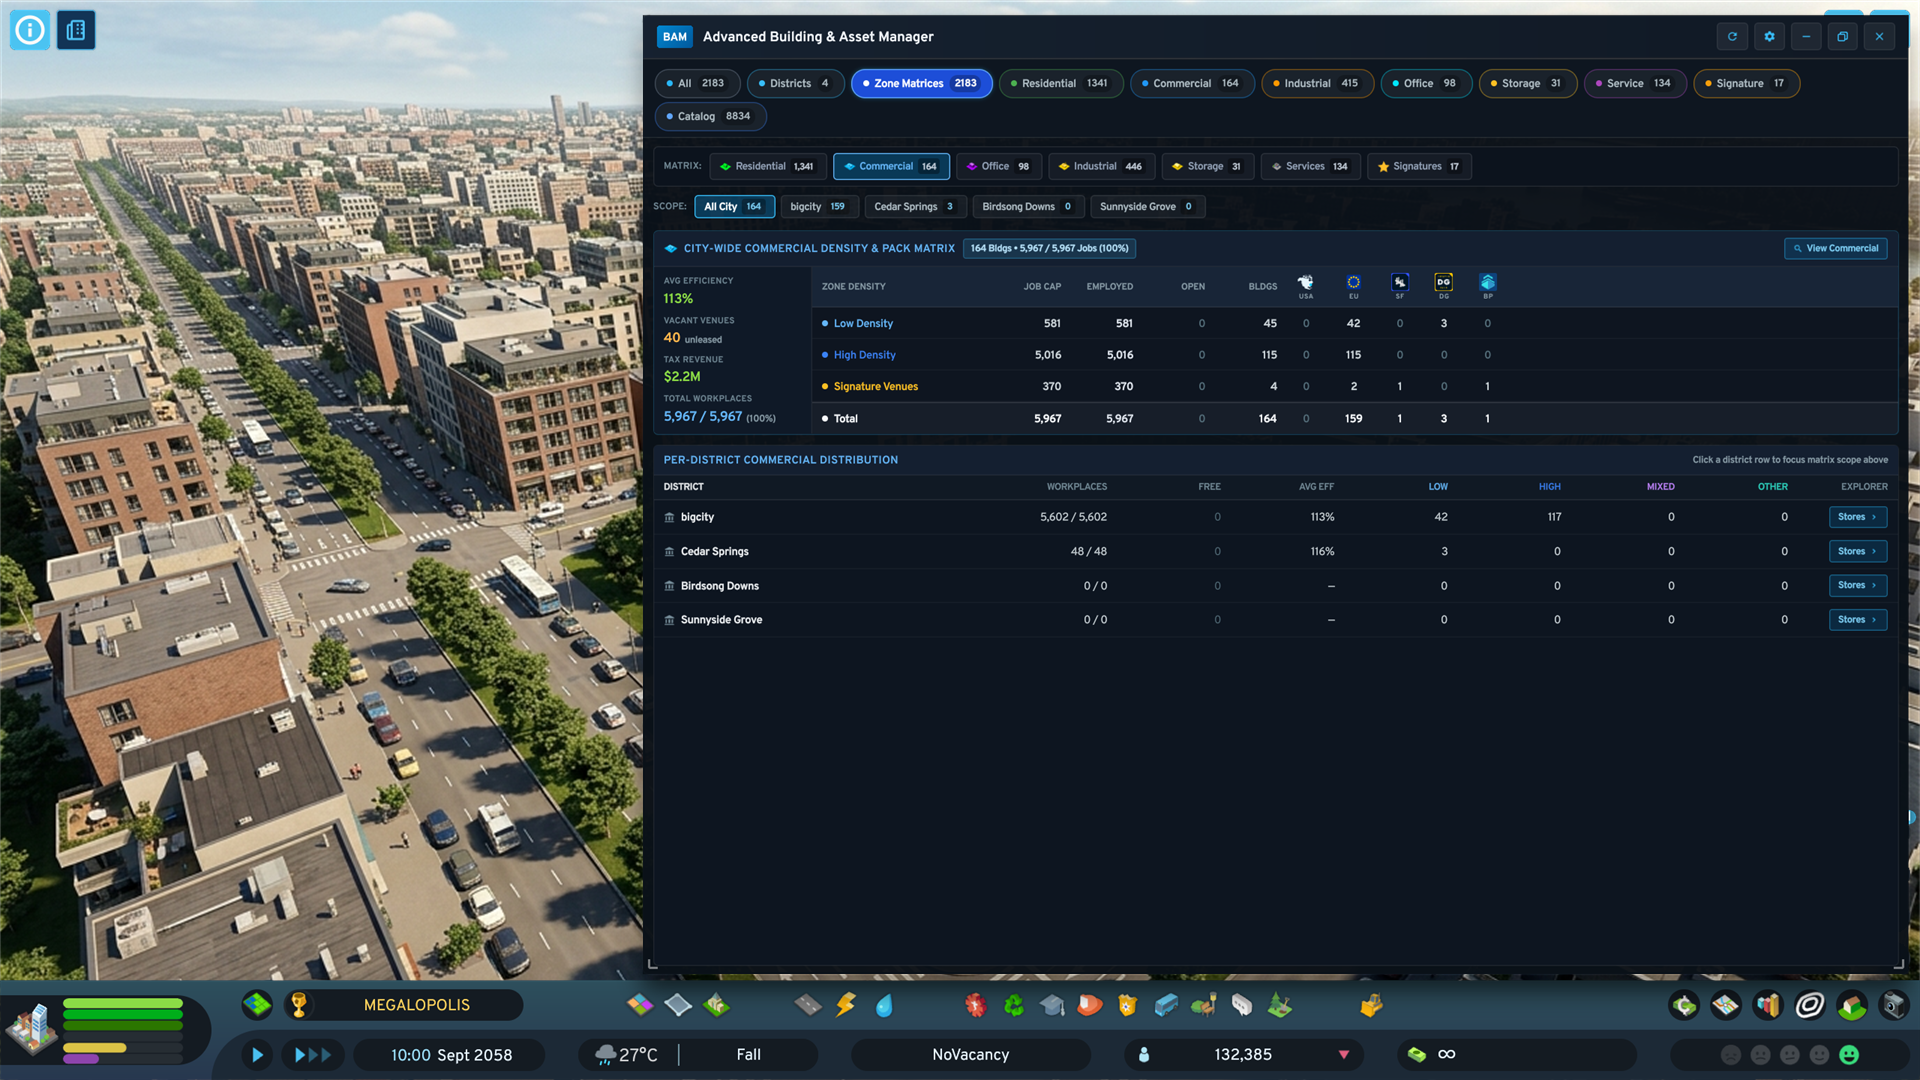 BAM Advanced Building & Asset Manager
All 2183 Districts 4 Zone Matrices 2183 Residential 1341 Commercial 164 Industrial 415 Office 98 Storage 31 Service 134 Signature 17
Catalog 8834
MATRIX: Residential 1,341 Commercial 164 Office 98 Industrial 446 Storage 31 Services 134 Signatures 17
SCOPE: All City 164 bigcity 159 Cedar Springs 3 Birdsong Downs 0 Sunnyside Grove 0
CITY-WIDE COMMERCIAL DENSITY & PACK MATRIX 164 Bldgs • 5,967 / 5,967 Jobs (100%) View Commercial
AVG EFFICIENCY
113%
VACANT VENUES
40 unleased
TAX REVENUE
$2.2M
TOTAL WORKPLACES
5,967 / 5,967 (100%)
ZONE DENSITY JOB CAP EMPLOYED OPEN BLDGS USA EU SF DG DG BP
Low Density 581 581 0 45 0 42 0 3 0
High Density 5,016 5,016 0 115 0 115 0 0 0
Signature Venues 370 370 0 4 0 2 1 0 1
Total 5,967 5,967 0 164 0 159 1 3 1
PER-DISTRICT COMMERCIAL DISTRIBUTION Click a district row to focus matrix scope above
DISTRICT WORKPLACES FREE AVG EFF LOW HIGH MIXED OTHER EXPLORER
bigcity 5,602 / 5,602 0 113% 42 117 0 0 Stores ›
Cedar Springs 48 / 48 0 116% 3 0 0 0 Stores ›
Birdsong Downs 0 / 0 0 – 0 0 0 0 Stores ›
Sunnyside Grove 0 / 0 0 – 0 0 0 0 Stores ›
MEGALOPOLIS
10:00 Sept 2058 27°C Fall NoVacancy 132,385 ∞